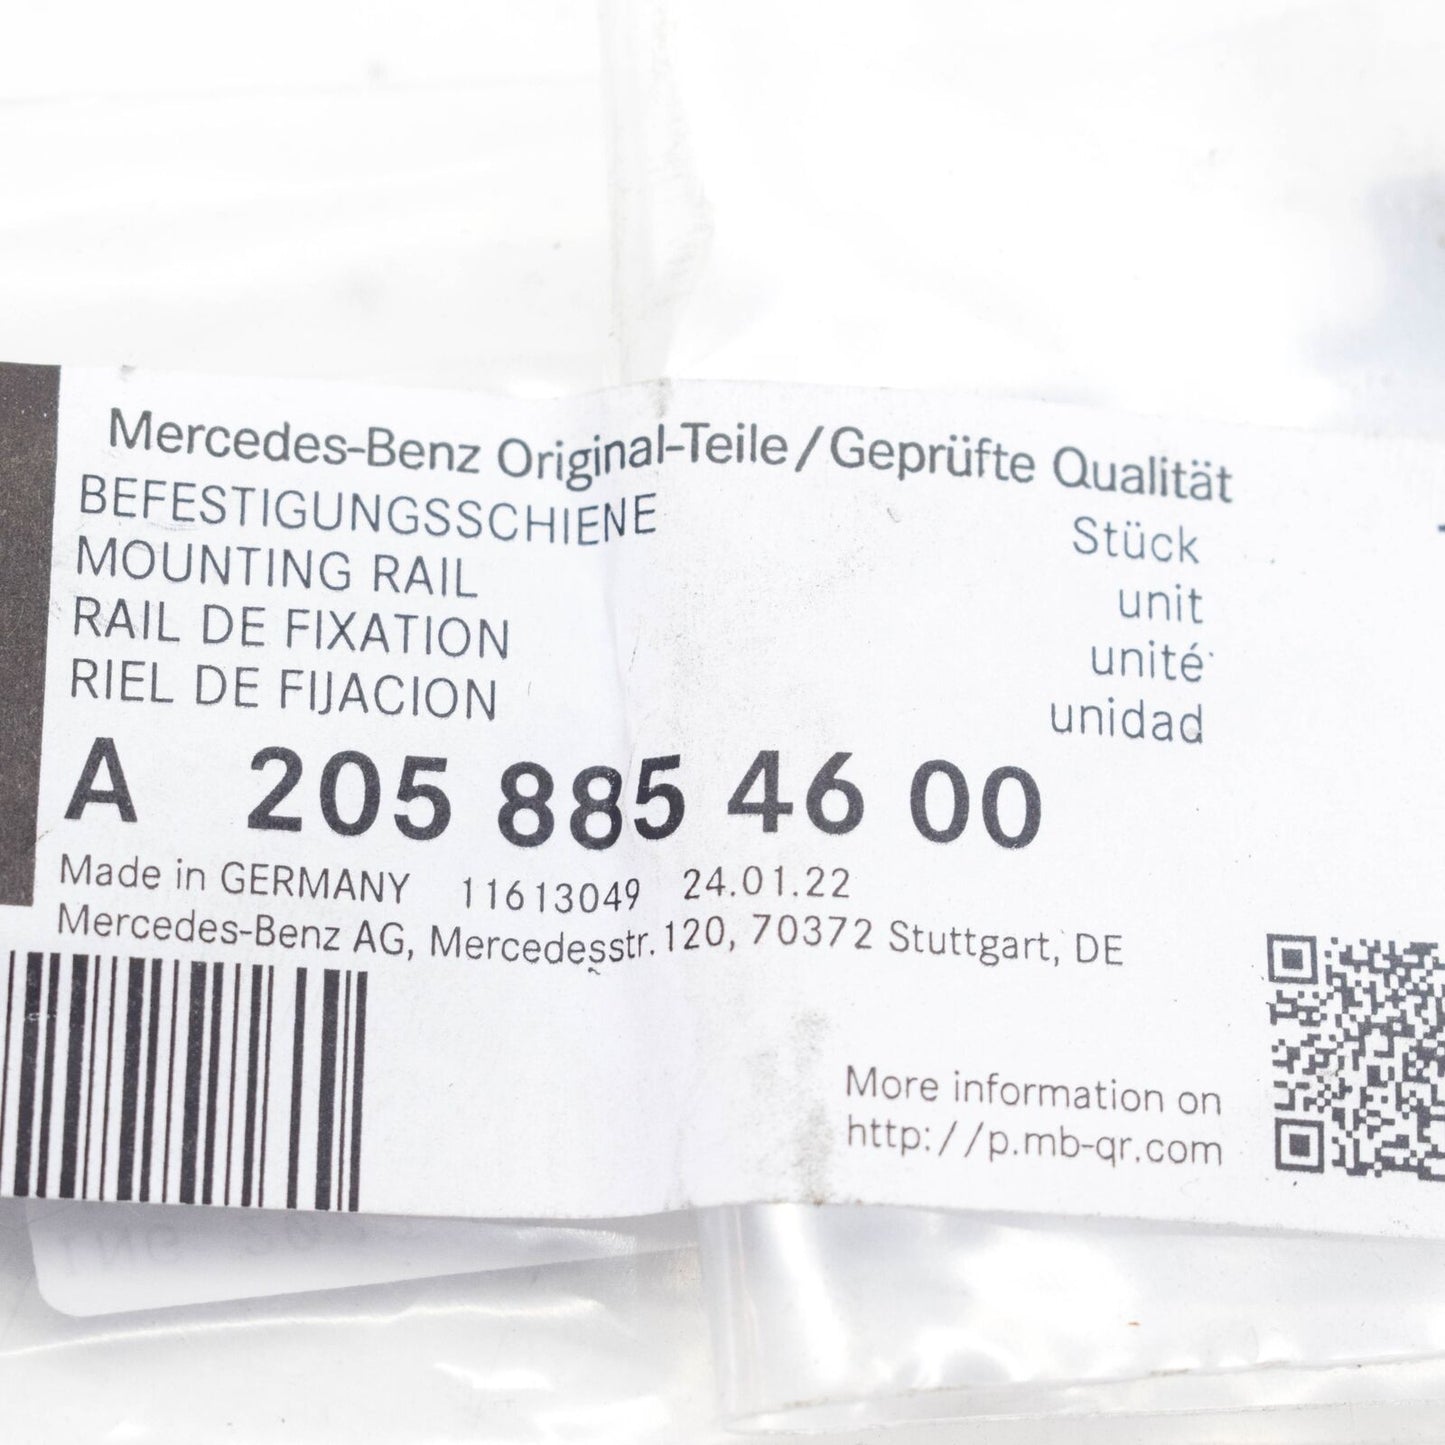 Mercedes-Benz Original-Teile/Geprüfte Qualität
BEFESTIGUNGSSCHIENE
MOUNTING RAIL
RAIL DE FIXATION
RIEL DE FIJACION
Stück
unit
unité
unidad
A 205 885 46 00
Made in GERMANY 11613049 24.01.22
Mercedes-Benz AG, Mercedesstr. 120, 70372 Stuttgart, DE
More information on
http://p.mb-qr.com